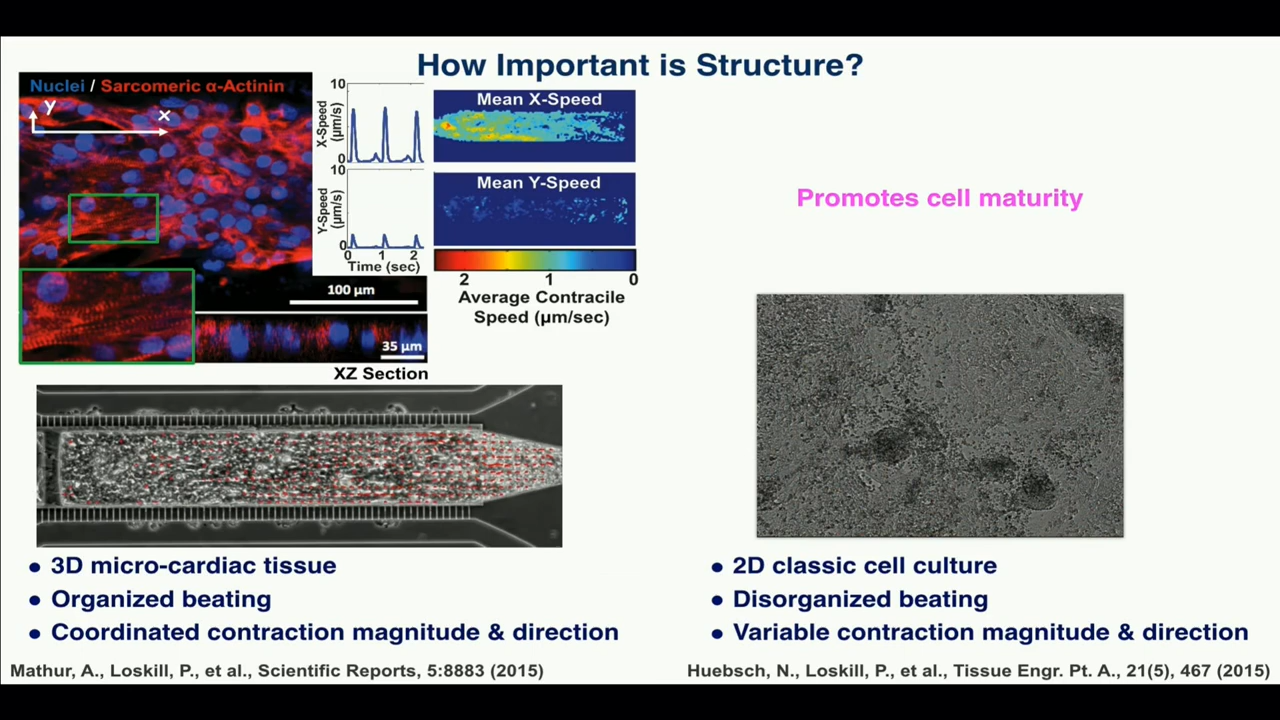 How Important is Structure?
Nuclei / Sarcomeric α-Actinin
Y
X
100 µm
35 µm
XZ Section
10
X-Speed
(µm/s)
0
10
Y-Speed
(µm/s)
0
0 1 2
Time (sec)
Mean X-Speed
Mean Y-Speed
2 1 0
Average Contracile
Speed (µm/sec)
Promotes cell maturity
• 3D micro-cardiac tissue
• Organized beating
• Coordinated contraction magnitude & direction
Mathur, A., Loskill, P., et al., Scientific Reports, 5:8883 (2015)
• 2D classic cell culture
• Disorganized beating
• Variable contraction magnitude & direction
Huebsch, N., Loskill, P., et al., Tissue Engr. Pt. A., 21(5), 467 (2015)